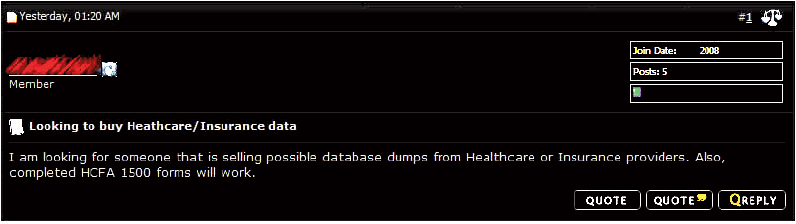 Yesterday, 01:20 AM
#1
Join Date: 2008
Member
Posts: 5
Looking to buy Heathcare/Insurance data
I am looking for someone that is selling possible database dumps from Healthcare or Insurance providers. Also,
completed HCFA 1500 forms will work.
QUOTE QUOTE QREPLY